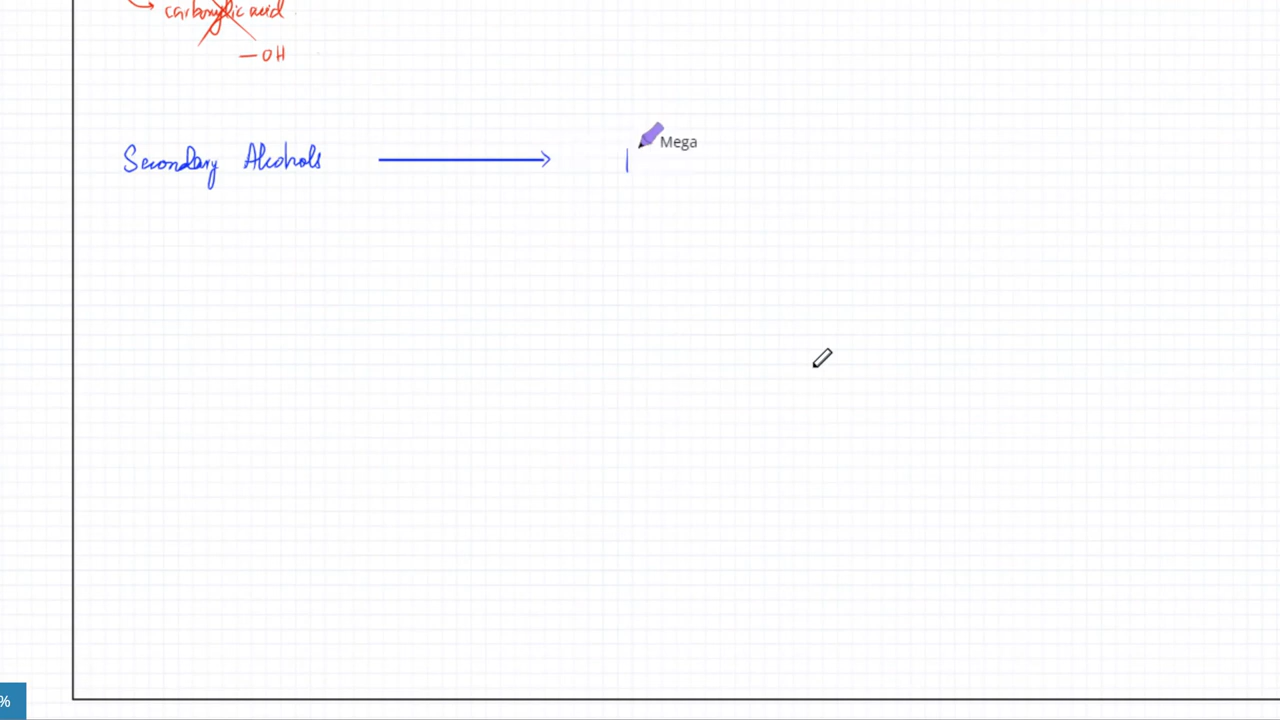 carboxylic acid
— OH
Mega
Secondary Alcohols
%